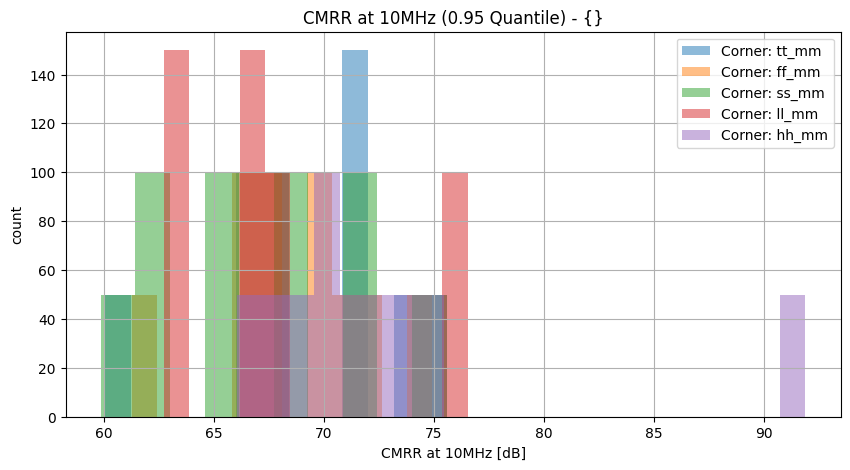 CMRR at 10MHz (0.95 Quantile) - {}
Corner: tt_mm
Corner: ff_mm
Corner: ss_mm
Corner: ll_mm
Corner: hh_mm
count
140
120
100
80
60
40
20
0
60 65 70 75 80 85 90
CMRR at 10MHz [dB]